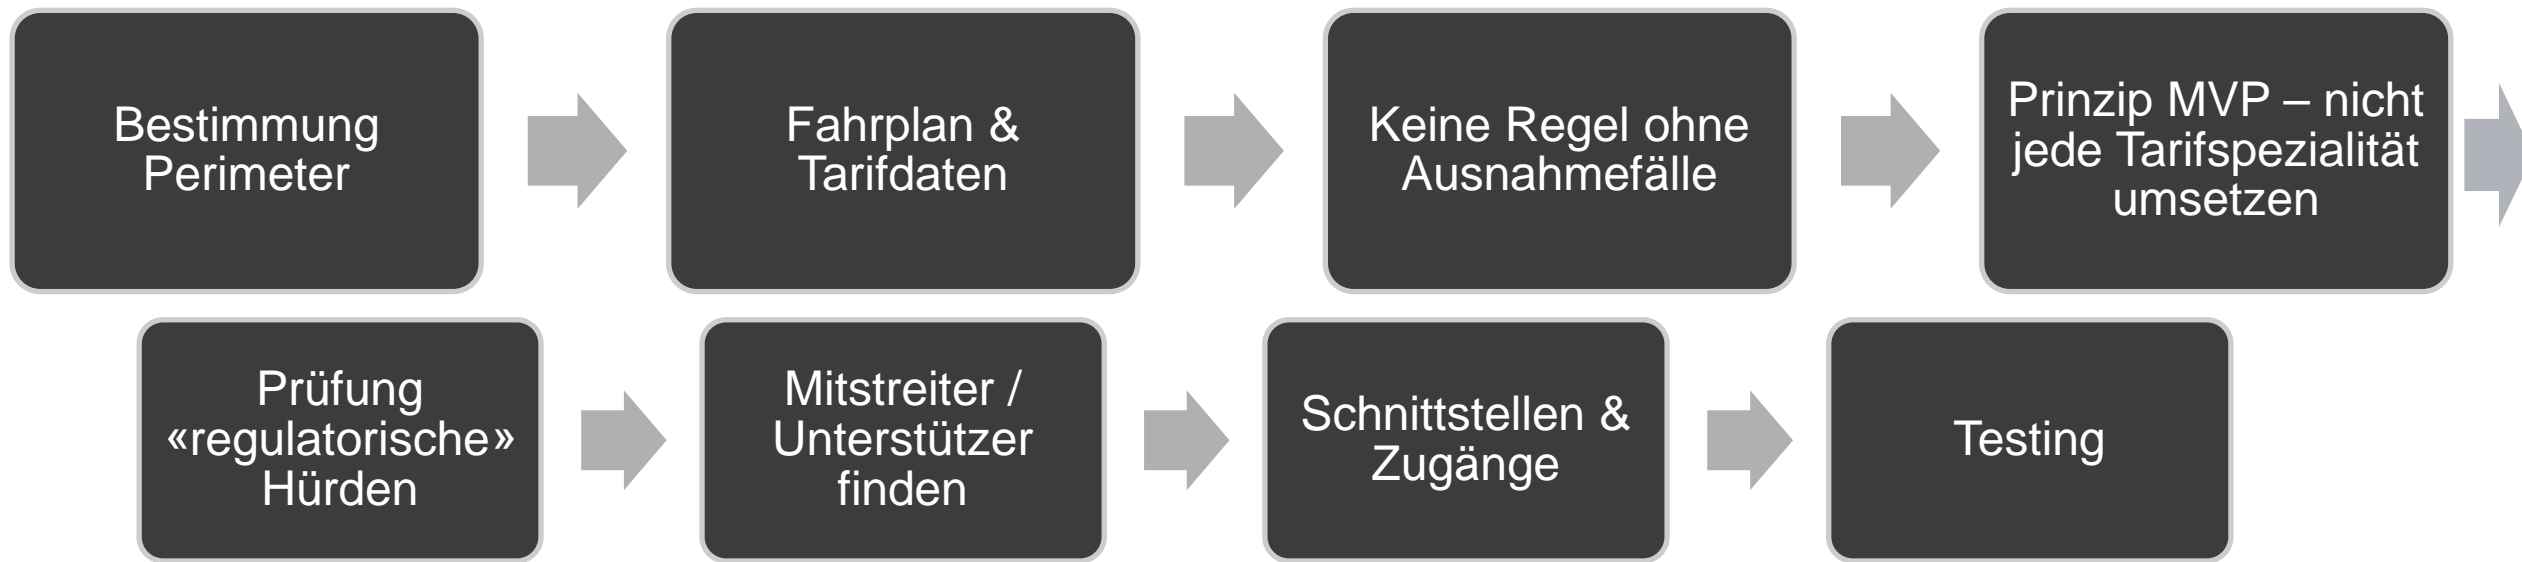 Bestimmung
Perimeter
Fahrplan &
Tarifdaten
Keine Regel ohne
Ausnahmefälle
Prinzip MVP – nicht
jede Tarifspezialität
umsetzen
Prüfung
«regulatorische»
Hürden
Mitstreiter /
Unterstützer
finden
Schnittstellen &
Zugänge
Testing